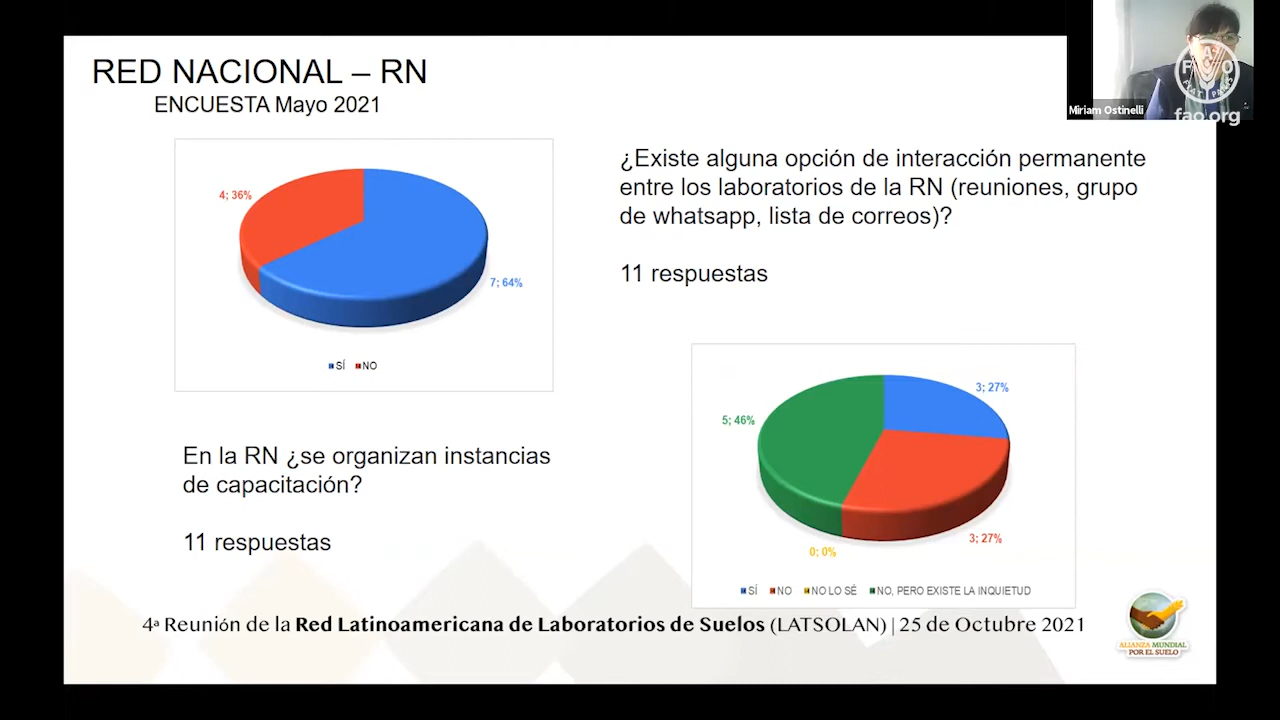 RED NACIONAL – RN
ENCUESTA Mayo 2021
4; 36%
7; 64%
SÍ NO
¿Existe alguna opción de interacción permanente
entre los laboratorios de la RN (reuniones, grupo
de whatsapp, lista de correos)?
11 respuestas
En la RN ¿se organizan instancias
de capacitación?
11 respuestas
3; 27%
5; 46%
3; 27%
0; 0%
SÍ NO NO LO SÉ NO, PERO EXISTE LA INQUIETUD
4ª Reunión de la Red Latinoamericana de Laboratorios de Suelos (LATSOLAN) | 25 de Octubre 2021
ALIANZA MUNDIAL
POR EL SUELO
Miriam Ostinelli
FAO
FIAT PANIS
fao.org